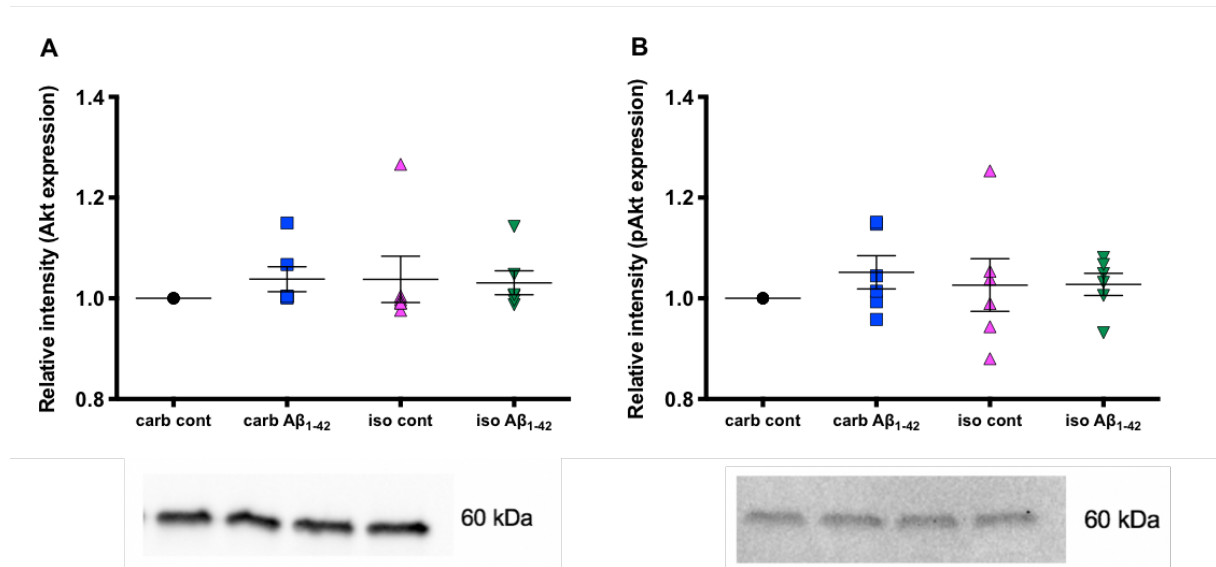 A
Relative intensity (Akt expression)
1.4
1.2
1.0
0.8
carb cont
carb Aβ₁₋₄₂
iso cont
iso Aβ₁₋₄₂
60 kDa
B
Relative intensity (pAkt expression)
1.4
1.2
1.0
0.8
carb cont
carb Aβ₁₋₄₂
iso cont
iso Aβ₁₋₄₂
60 kDa